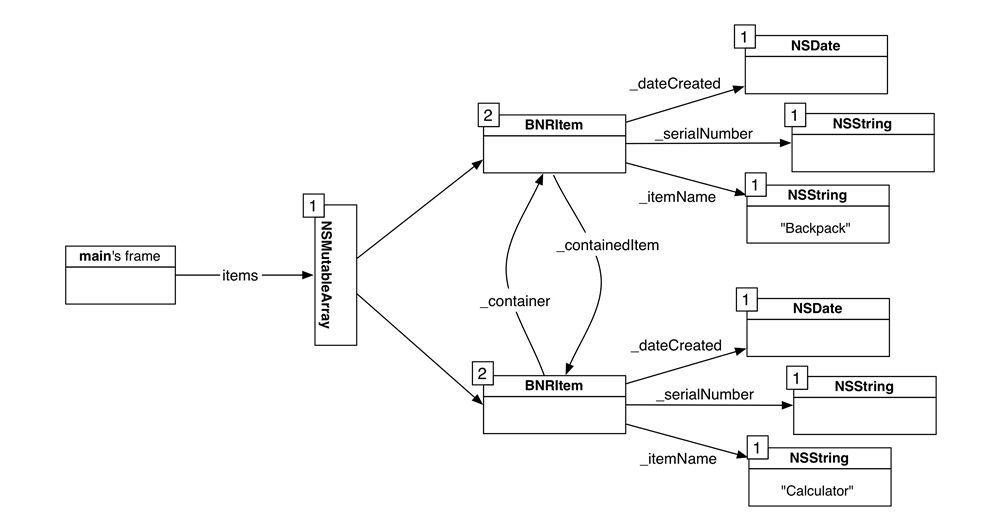 main's frame
items
1
NSMutableArray
2
BNRItem
_dateCreated
1
NSDate
_serialNumber
1
NSString
_itemName
1
NSString
"Backpack"
_containedItem
_container
2
BNRItem
_dateCreated
1
NSDate
_serialNumber
1
NSString
_itemName
1
NSString
"Calculator"